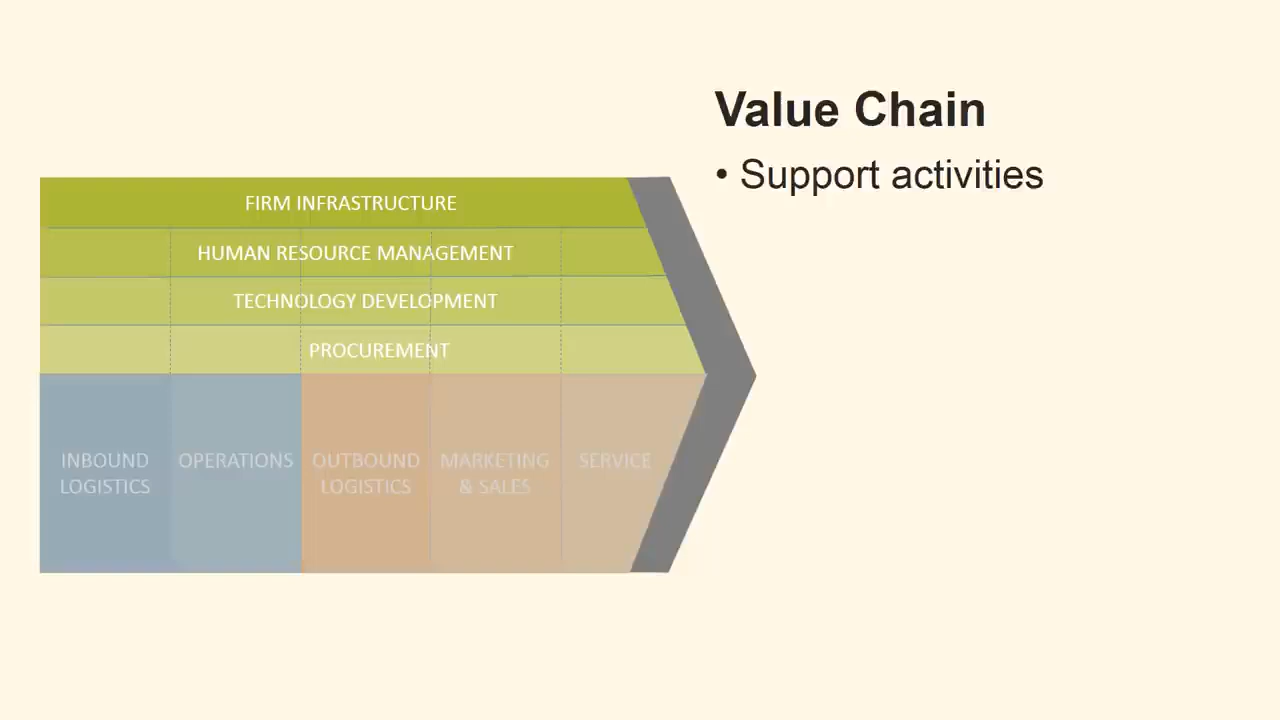 Value Chain
• Support activities
FIRM INFRASTRUCTURE
HUMAN RESOURCE MANAGEMENT
TECHNOLOGY DEVELOPMENT
PROCUREMENT
INBOUND
LOGISTICS
OPERATIONS
OUTBOUND
LOGISTICS
MARKETING
& SALES
SERVICE